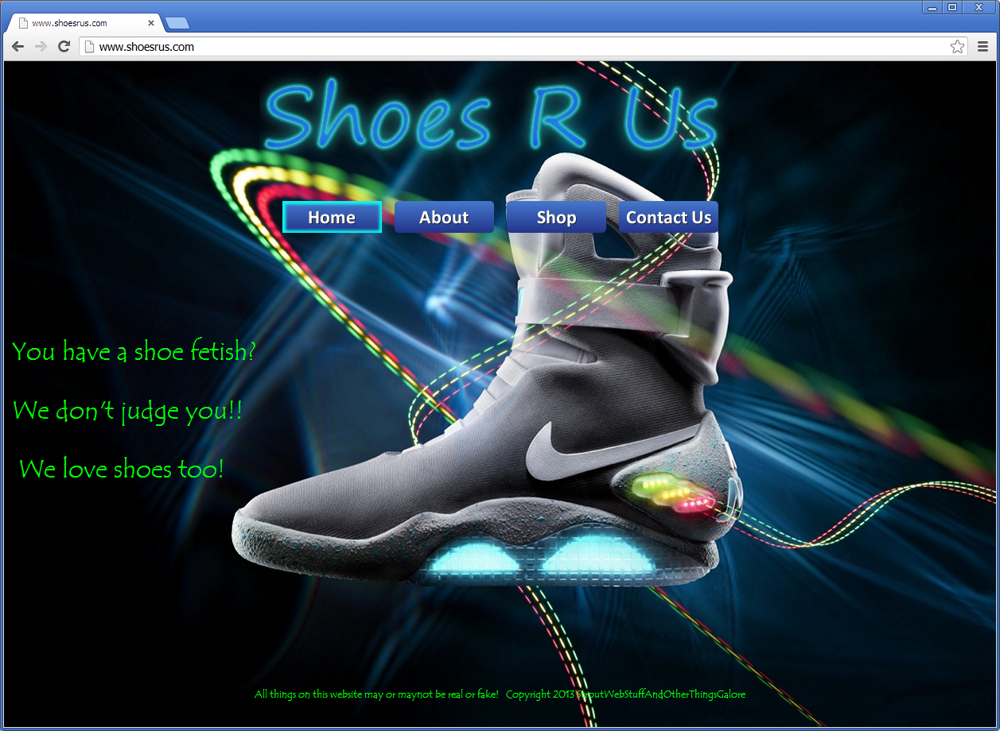 www.shoesrus.com
www.shoesrus.com
Shoes R Us
Home About Shop Contact Us
You have a shoe fetish?
We don't judge you!!
We love shoes too!
All things on this website may or maynot be real or fake! Copyright 2013 SproutWebStuffAndOtherThingsGalore